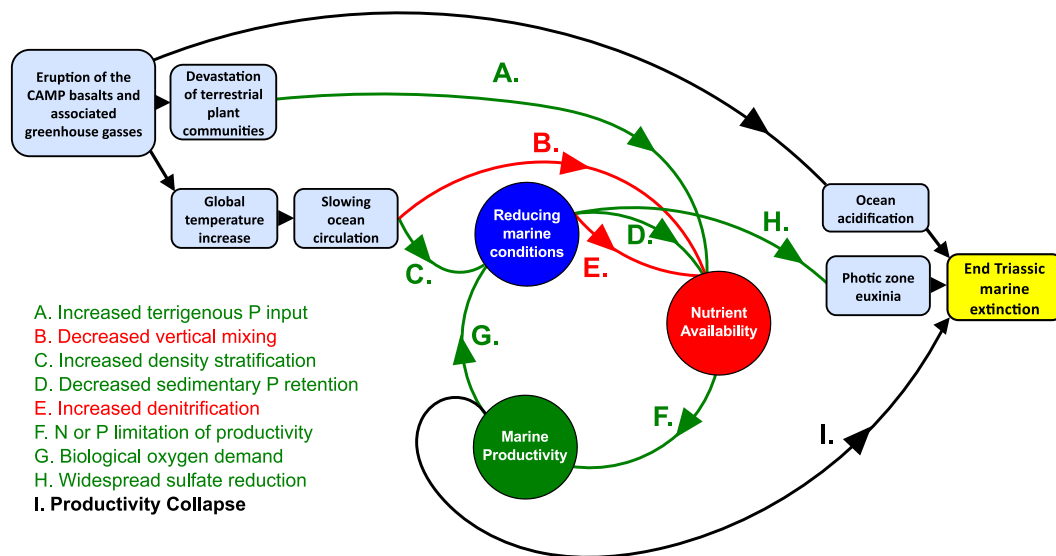 Eruption of the
CAMP basalts and
associated
greenhouse gasses
Devastation
of terrestrial
plant
communities
A.
B.
Global
temperature
increase
Slowing
ocean
circulation
Reducing
marine
conditions
C.
D.
E.
H.
Ocean
acidification
Photic zone
euxinia
End Triassic
marine
extinction
Nutrient
Availability
G.
F.
Marine
Productivity
I.
A. Increased terrigenous P input
B. Decreased vertical mixing
C. Increased density stratification
D. Decreased sedimentary P retention
E. Increased denitrification
F. N or P limitation of productivity
G. Biological oxygen demand
H. Widespread sulfate reduction
I. Productivity Collapse